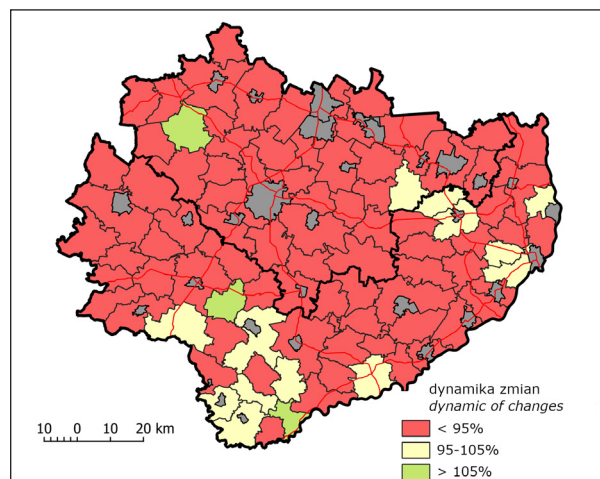 dynamika zmian
dynamic of changes
< 95%
95-105%
> 105%
10 0 10 20 km